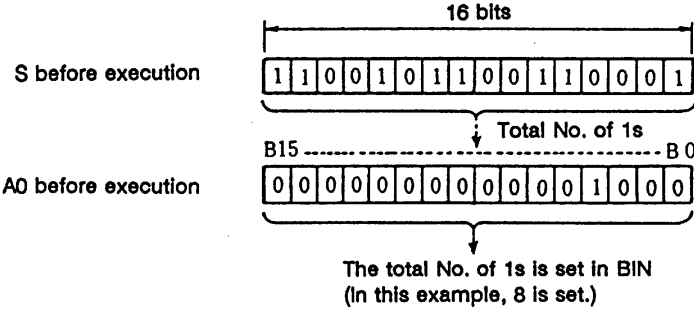 16 bits
S before execution 1 1 0 0 1 0 1 1 0 0 1 1 0 0 0 1
Total No. of 1s
B15 B0
A0 before execution 0 0 0 0 0 0 0 0 0 0 0 0 1 0 0 0
The total No. of 1s is set in BIN
(In this example, 8 is set.)